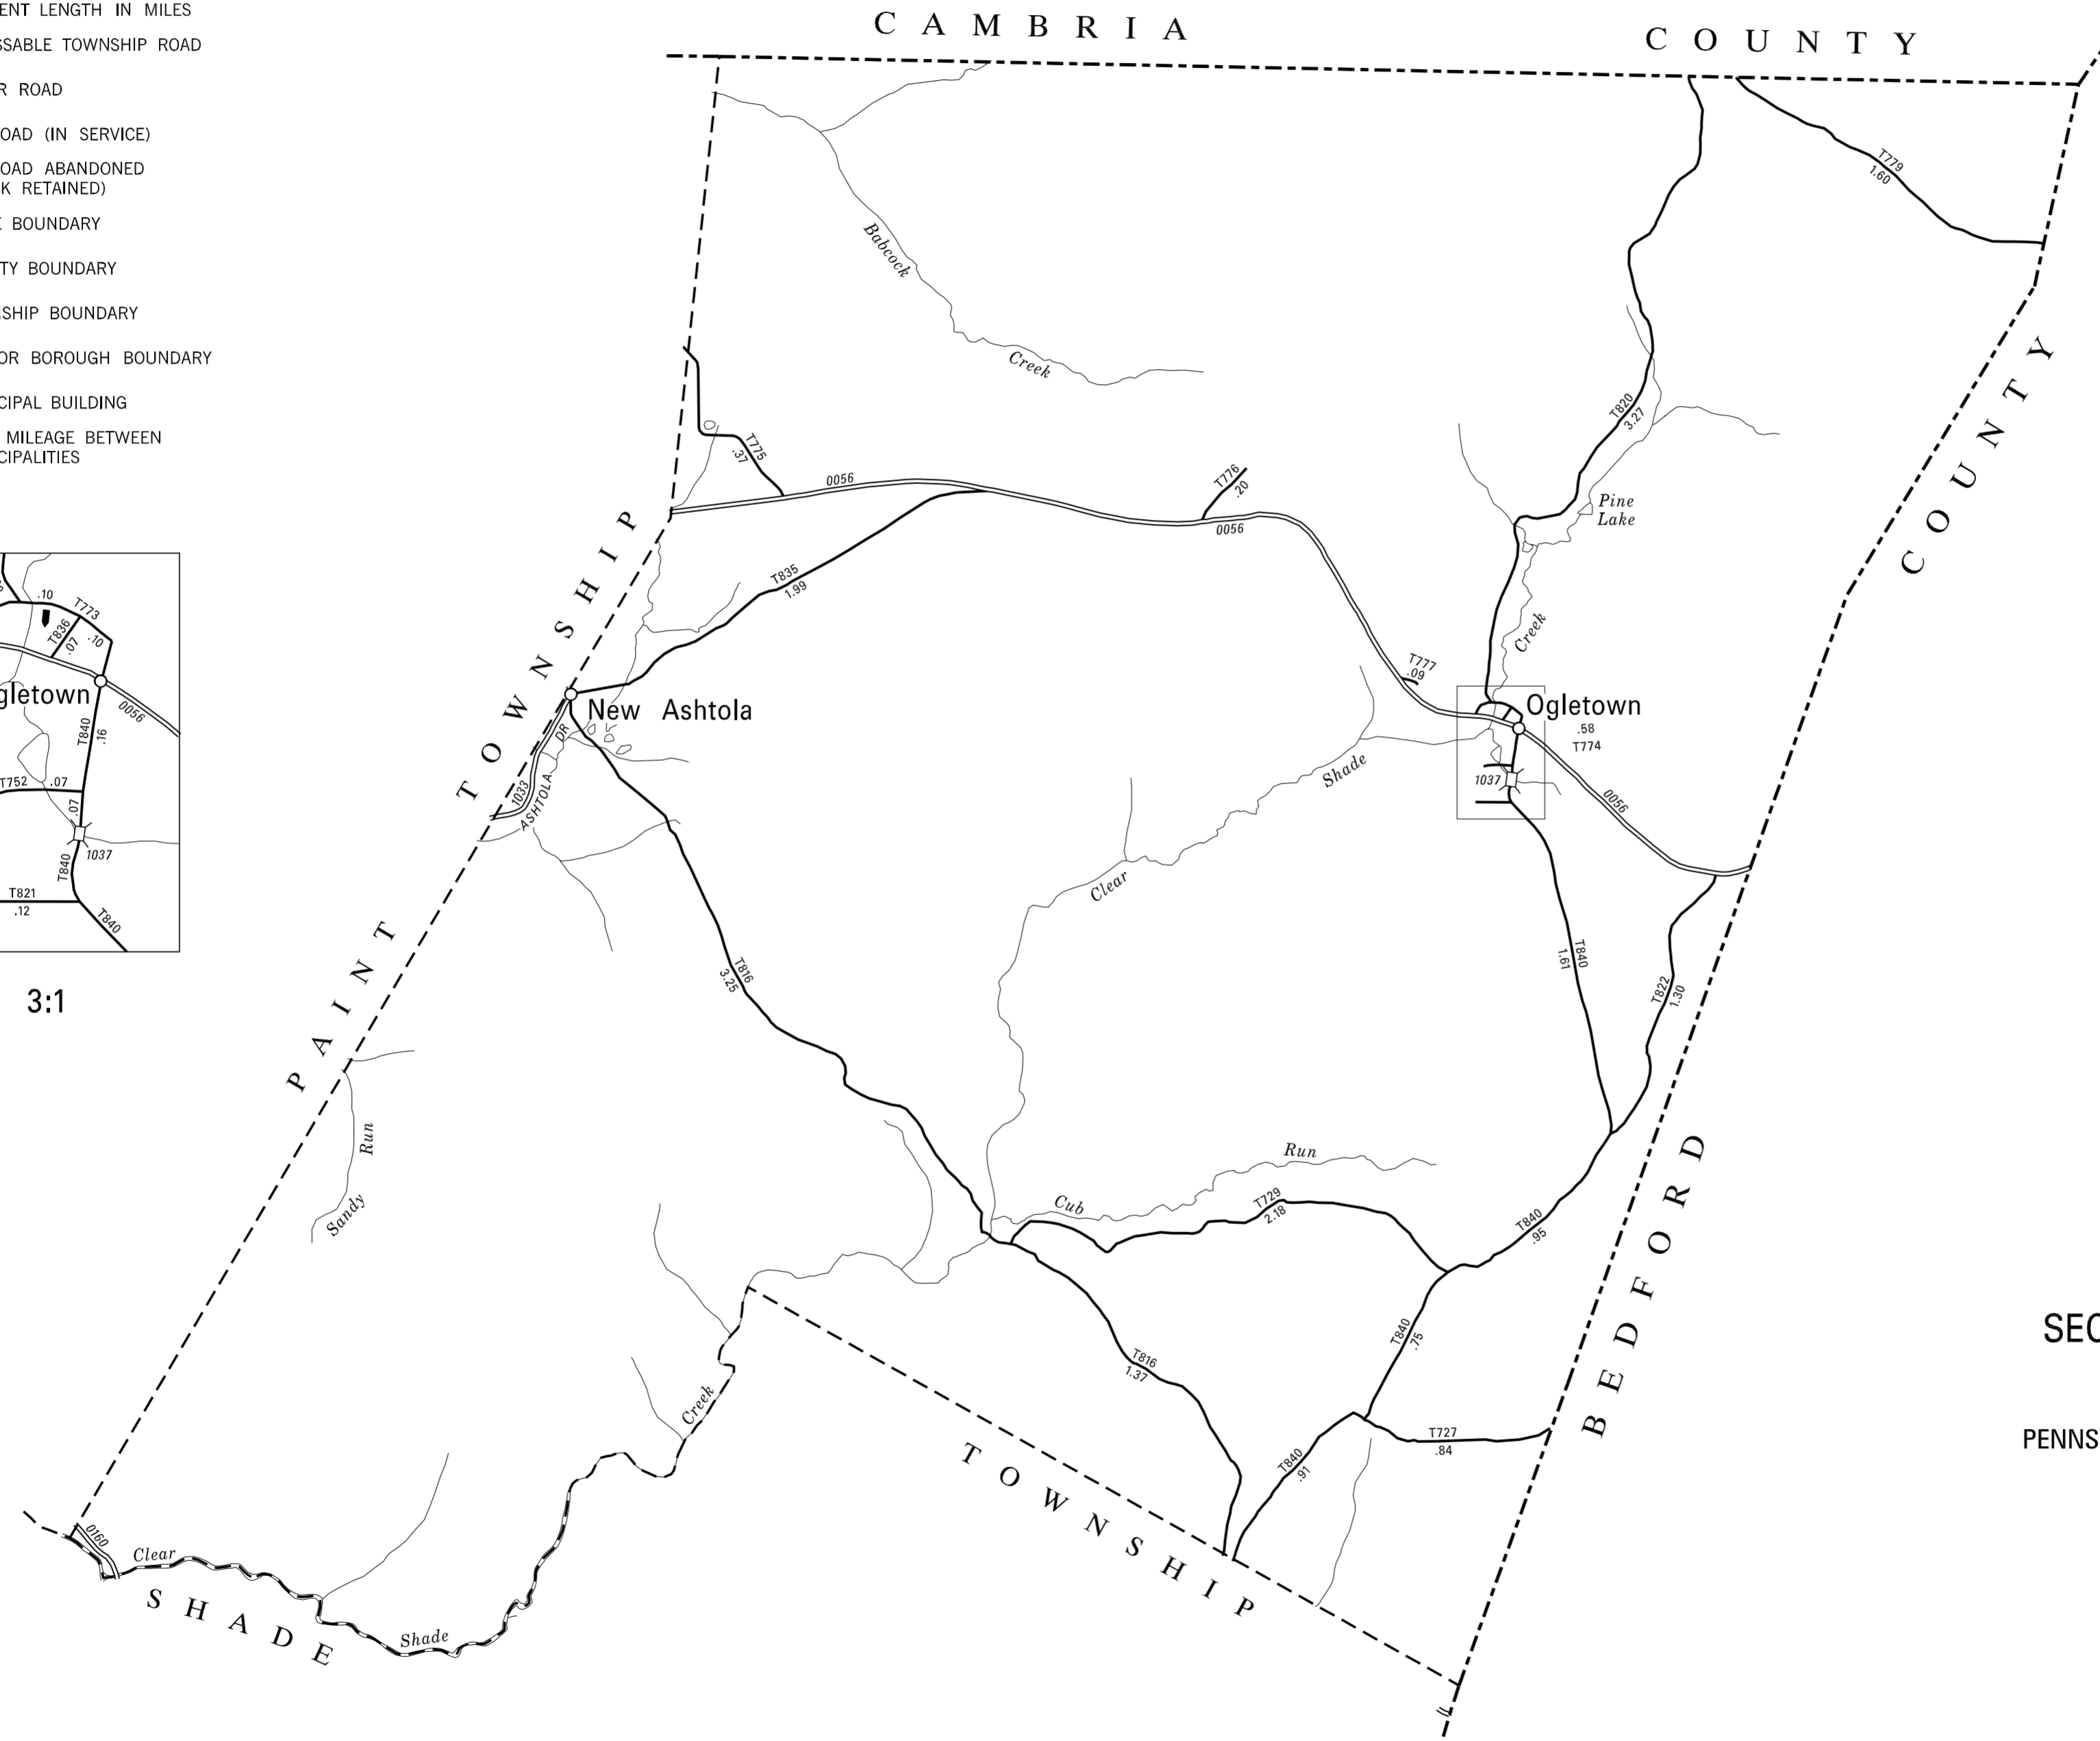 ENT LENGTH IN MILES
SSABLE TOWNSHIP ROAD
R ROAD
OAD (IN SERVICE)
OAD ABANDONED
K RETAINED)
E BOUNDARY
TY BOUNDARY
SHIP BOUNDARY
OR BOROUGH BOUNDARY
CIPAL BUILDING
MILEAGE BETWEEN
CIPALITIES
CAMBRIA
COUNTY
T779
1.60
Babcock
Creek
T820
3.27
T775
.37
0056
T776
.20
0056
Pine
Lake
COUNTY
T835
1.99
Creek
T777
.09
TOWNSHIP
New Ashtola
Ogletown
.58
T774
1033
ASHTOLA DR
Shade
1037
0056
Clear
.10
T773
T836
.07
.10
gletown
0056
T840
.16
T752
.07
.07
1037
T840
T821
.12
T840
3:1
PAINT
T816
3.25
T840
1.61
T822
1.30
Run
Sandy
Run
Cub
T729
2.18
T840
.95
BEDFORD
T840
.75
T816
1.37
Creek
T727
.84
T840
.91
TOWNSHIP
SEC
PENNS
0160
Clear
SHADE
Shade